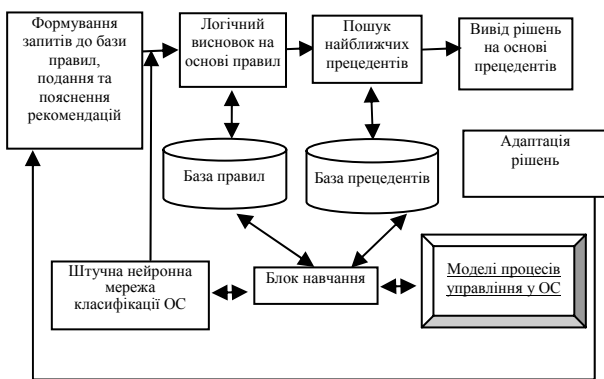 Формування
запитів до бази
правил,
подання та
пояснення
рекомендацій
Логічний
висновок на
основі правил
Пошук
найближчих
прецедентів
Вивід рішень
на основі
прецедентів
База правил
База прецедентів
Адаптація
рішень
Штучна нейронна
мережа
класифікації ОС
Блок навчання
Моделі процесів
управління у ОС